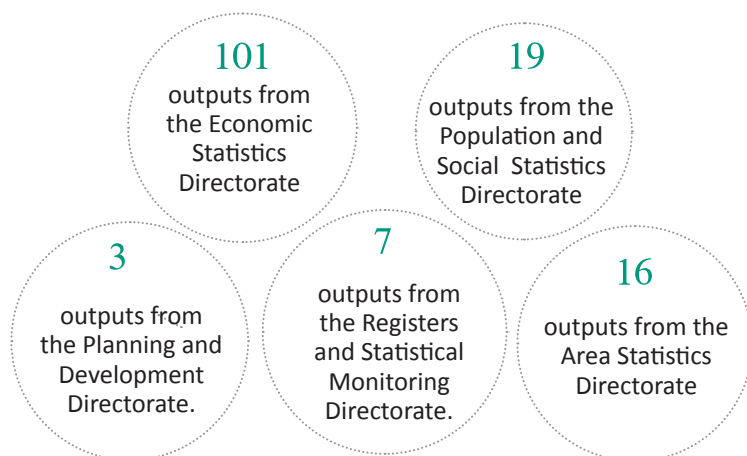 101
outputs from
the Economic
Statistics
Directorate
19
outputs from the
Population and
Social Statistics
Directorate
3
outputs from
the Planning and
Development
Directorate.
7
outputs from
the Registers
and Statistical
Monitoring
Directorate.
16
outputs from the
Area Statistics
Directorate